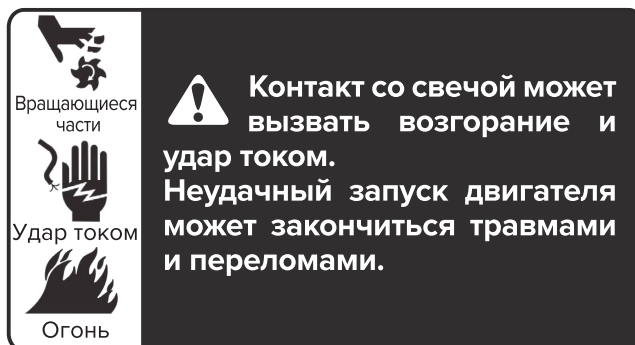 Вращающиеся
части
Удар током
Огонь
Контакт со свечой может
вызвать возгорание и
удар током.
Неудачный запуск двигателя
может закончиться травмами
и переломами.